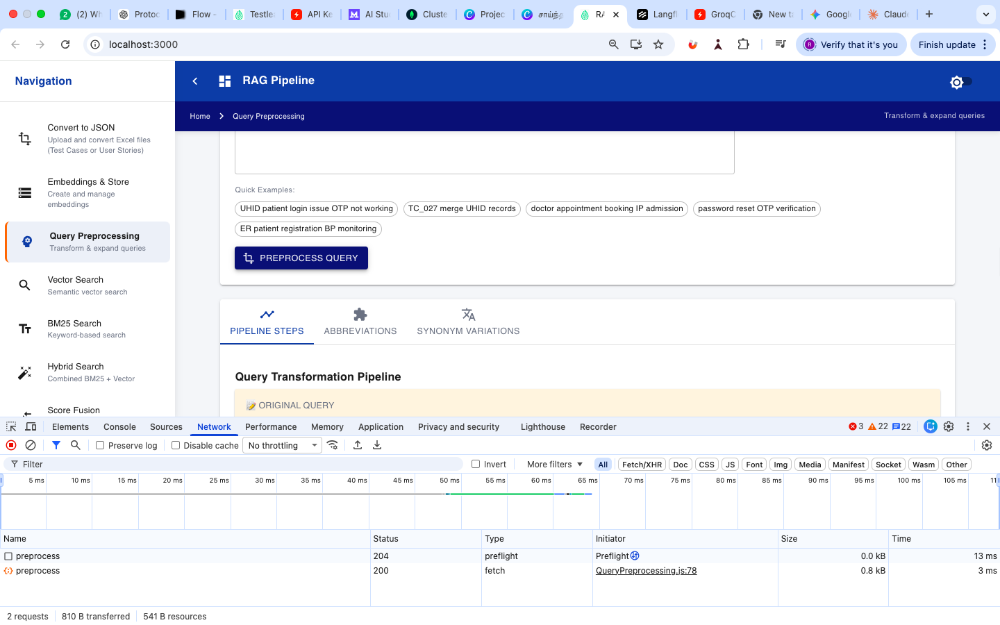 2 (2) Wh
Protoc
Flow -
Testle
API Ke
AI Stu
Cluste
Projec
சாய்ந்த
RA
Langfl
GroqC
New ta
Google
Claude
localhost:3000
R Verify that it's you
Finish update
Navigation
RAG Pipeline
Home > Query Preprocessing
Transform & expand queries
Convert to JSON
Upload and convert Excel files
(Test Cases or User Stories)
Embeddings & Store
Create and manage
embeddings
Query Preprocessing
Transform & expand queries
Vector Search
Semantic vector search
BM25 Search
Keyword-based search
Hybrid Search
Combined BM25 + Vector
Score Fusion
Quick Examples:
UHID patient login issue OTP not working
TC_027 merge UHID records
doctor appointment booking IP admission
password reset OTP verification
ER patient registration BP monitoring
PREPROCESS QUERY
PIPELINE STEPS
ABBREVIATIONS
SYNONYM VARIATIONS
Query Transformation Pipeline
📝 ORIGINAL QUERY
Elements Console Sources Network Performance Memory Application Privacy and security Lighthouse Recorder 3 22 22
Preserve log Disable cache No throttling
Filter Invert More filters All Fetch/XHR Doc CSS JS Font Img Media Manifest Socket Wasm Other
5 ms 10 ms 15 ms 20 ms 25 ms 30 ms 35 ms 40 ms 45 ms 50 ms 55 ms 60 ms 65 ms 70 ms 75 ms 80 ms 85 ms 90 ms 95 ms 100 ms 105 ms 11
Name Status Type Initiator Size Time
preprocess 204 preflight Preflight 0.0 kB 13 ms
preprocess 200 fetch QueryPreprocessing.js:78 0.8 kB 3 ms
2 requests 810 B transferred 541 B resources